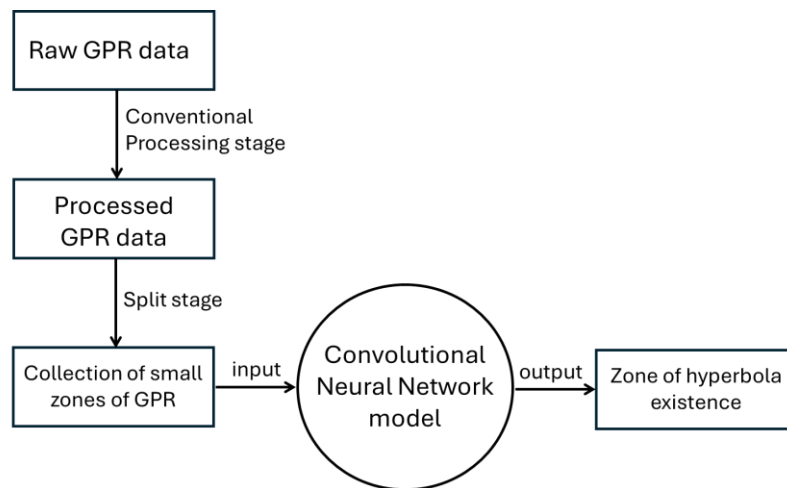 Raw GPR data
Conventional
Processing stage
Processed
GPR data
Split stage
Collection of small
zones of GPR
input
Convolutional
Neural Network
model
output
Zone of hyperbola
existence